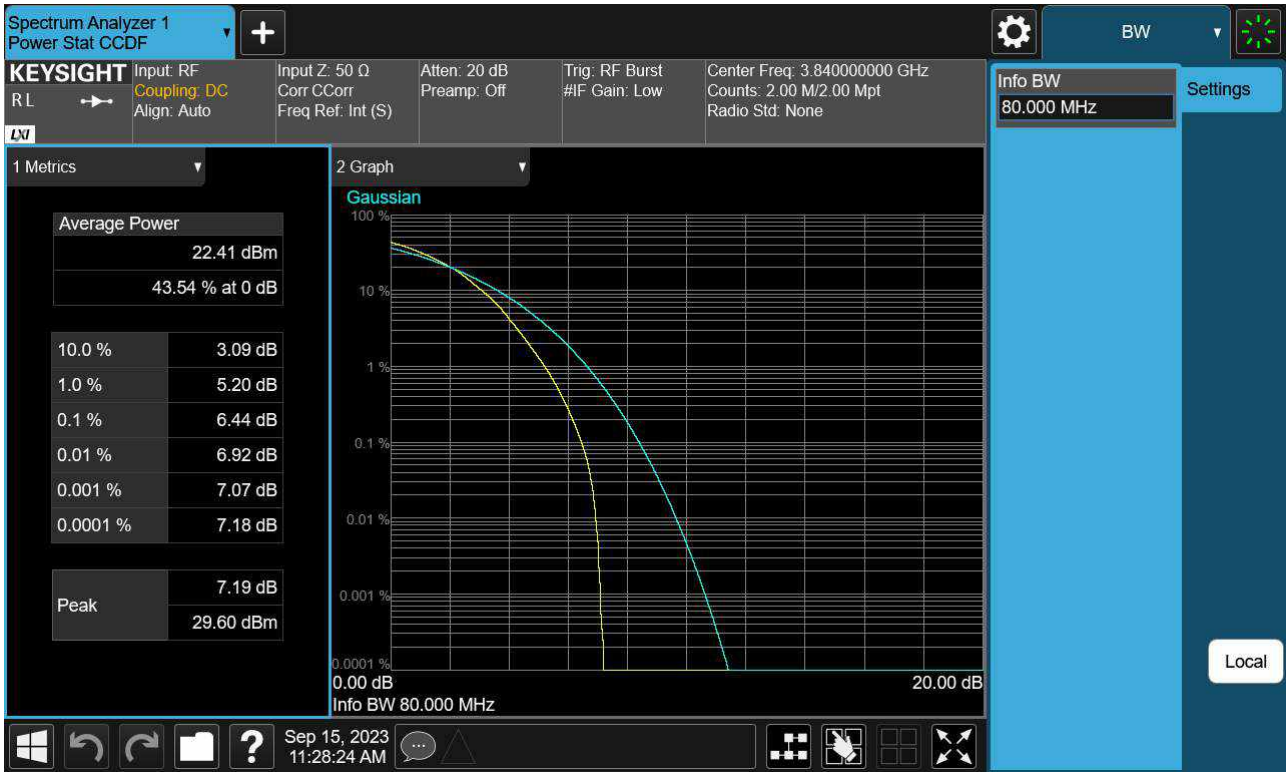 Spectrum Analyzer 1
Power Stat CCDF
BW
KEYSIGHT
RL
LXI
Input: RF
Coupling: DC
Align: Auto
Input Z: 50 Ω
Corr CCorr
Freq Ref: Int (S)
Atten: 20 dB
Preamp: Off
Trig: RF Burst
#IF Gain: Low
Center Freq: 3.840000000 GHz
Counts: 2.00 M/2.00 Mpt
Radio Std: None
Info BW
80.000 MHz
Settings
1 Metrics
Average Power
22.41 dBm
43.54 % at 0 dB
10.0 % 3.09 dB
1.0 % 5.20 dB
0.1 % 6.44 dB
0.01 % 6.92 dB
0.001 % 7.07 dB
0.0001 % 7.18 dB
Peak
7.19 dB
29.60 dBm
2 Graph
Gaussian
100 %
10 %
1 %
0.1 %
0.01 %
0.001 %
0.0001 %
0.00 dB 20.00 dB
Info BW 80.000 MHz
Local
?
Sep 15, 2023
11:28:24 AM